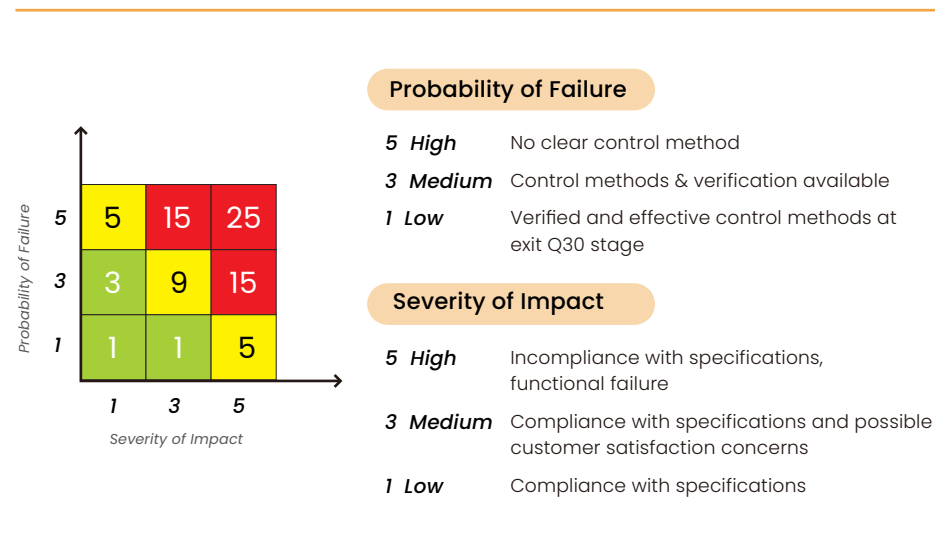 Probability of Failure
5 High No clear control method
3 Medium Control methods & verification available
1 Low Verified and effective control methods at
exit Q30 stage
Severity of Impact
5 High Incompliance with specifications,
functional failure
3 Medium Compliance with specifications and possible
customer satisfaction concerns
1 Low Compliance with specifications
Probability of Failure
5 5 15 25
3 3 9 15
1 1 1 5
1 3 5
Severity of Impact